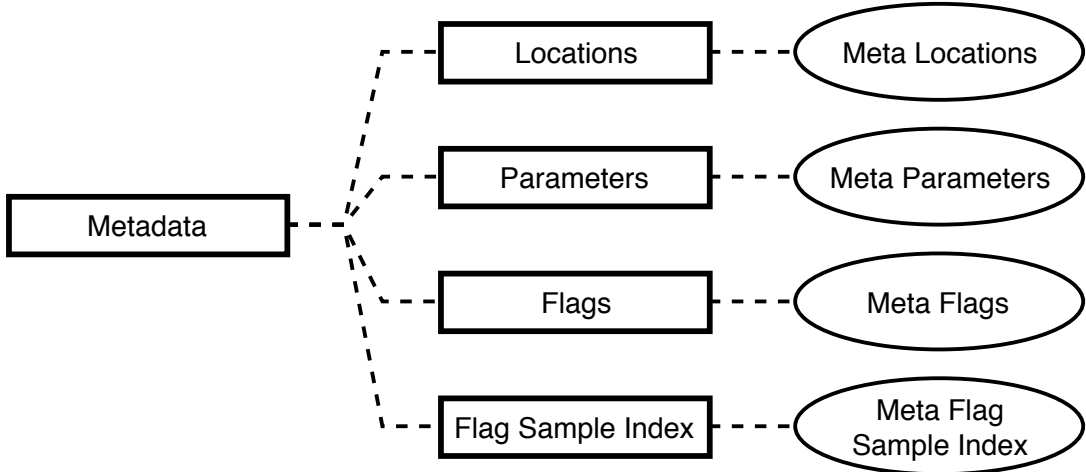 Locations
Meta Locations
Parameters
Meta Parameters
Metadata
Flags
Meta Flags
Flag Sample Index
Meta Flag
Sample Index